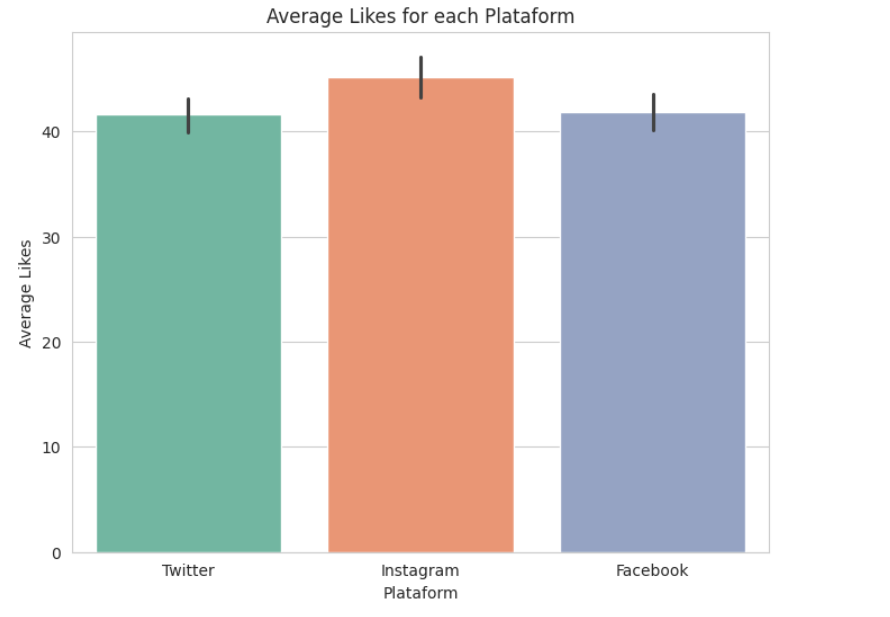 Average Likes for each Plataform
Average Likes
40
30
20
10
0
Twitter Instagram Facebook
Plataform